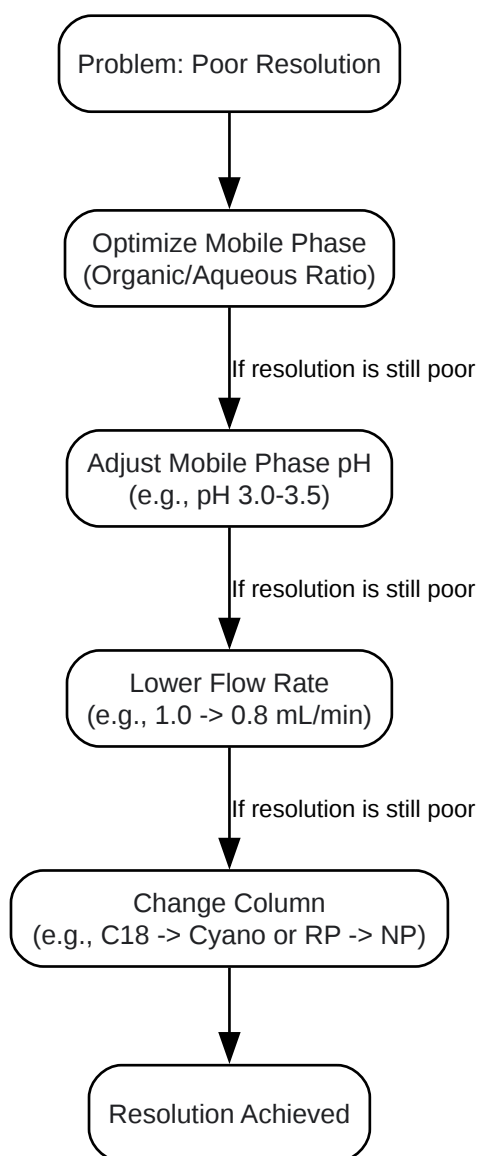 Problem: Poor Resolution
Optimize Mobile Phase
(Organic/Aqueous Ratio)
If resolution is still poor
Adjust Mobile Phase pH
(e.g., pH 3.0-3.5)
If resolution is still poor
Lower Flow Rate
(e.g., 1.0 -> 0.8 mL/min)
If resolution is still poor
Change Column
(e.g., C18 -> Cyano or RP -> NP)
Resolution Achieved